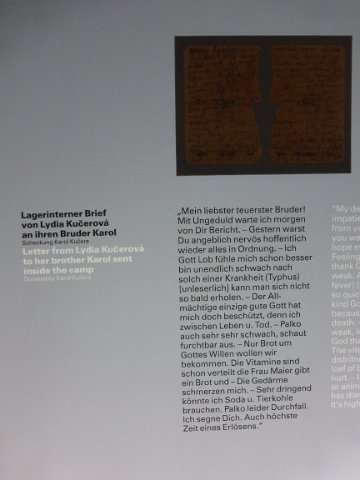 Lagerinterner Brief
von Lydia Kučerová
an ihren Bruder Karol
Schenkung Karol Kučera
Letter from Lydia Kučerová
to her brother Karol sent
inside the camp
Donated by Karol Kučera
„Mein liebster teuerster Bruder!
Mit Ungeduld warte ich morgen
von Dir Bericht. – Gestern warst
Du angeblich nervös hoffentlich
wieder alles in Ordnung. – Ich
Gott Lob fühle mich schon besser
bin unendlich schwach nach
solch einer Krankheit (Typhus)
[unleserlich] kann man sich nicht
so bald erholen. – Der All-
mächtige einzige gute Gott hat
mich doch beschützt, denn ich
zwischen Leben u. Tod. – Palko
auch sehr sehr schwach, schaut
furchtbar aus. – Nur Brot um
Gottes Willen wollen wir
bekommen. Die Vitamine sind
schon verteilt die Frau Maier gibt
ein Brot und – Die Gedärme
schmerzen mich. – Sehr dringend
könnte ich Soda u. Tierkohle
brauchen. Palko leider Durchfall.
Ich segne Dich. Auch höchste
Zeit eines Erlösens.“
"My de
impatie
from yo
you we
hope e
Feeling
thank G
weak. A
fever) [
so quic
kind Go
becaus
death. –
weak, l
God tha
The vita
distribu
loaf of b
hurt. – I
or anim
has diar
It's high